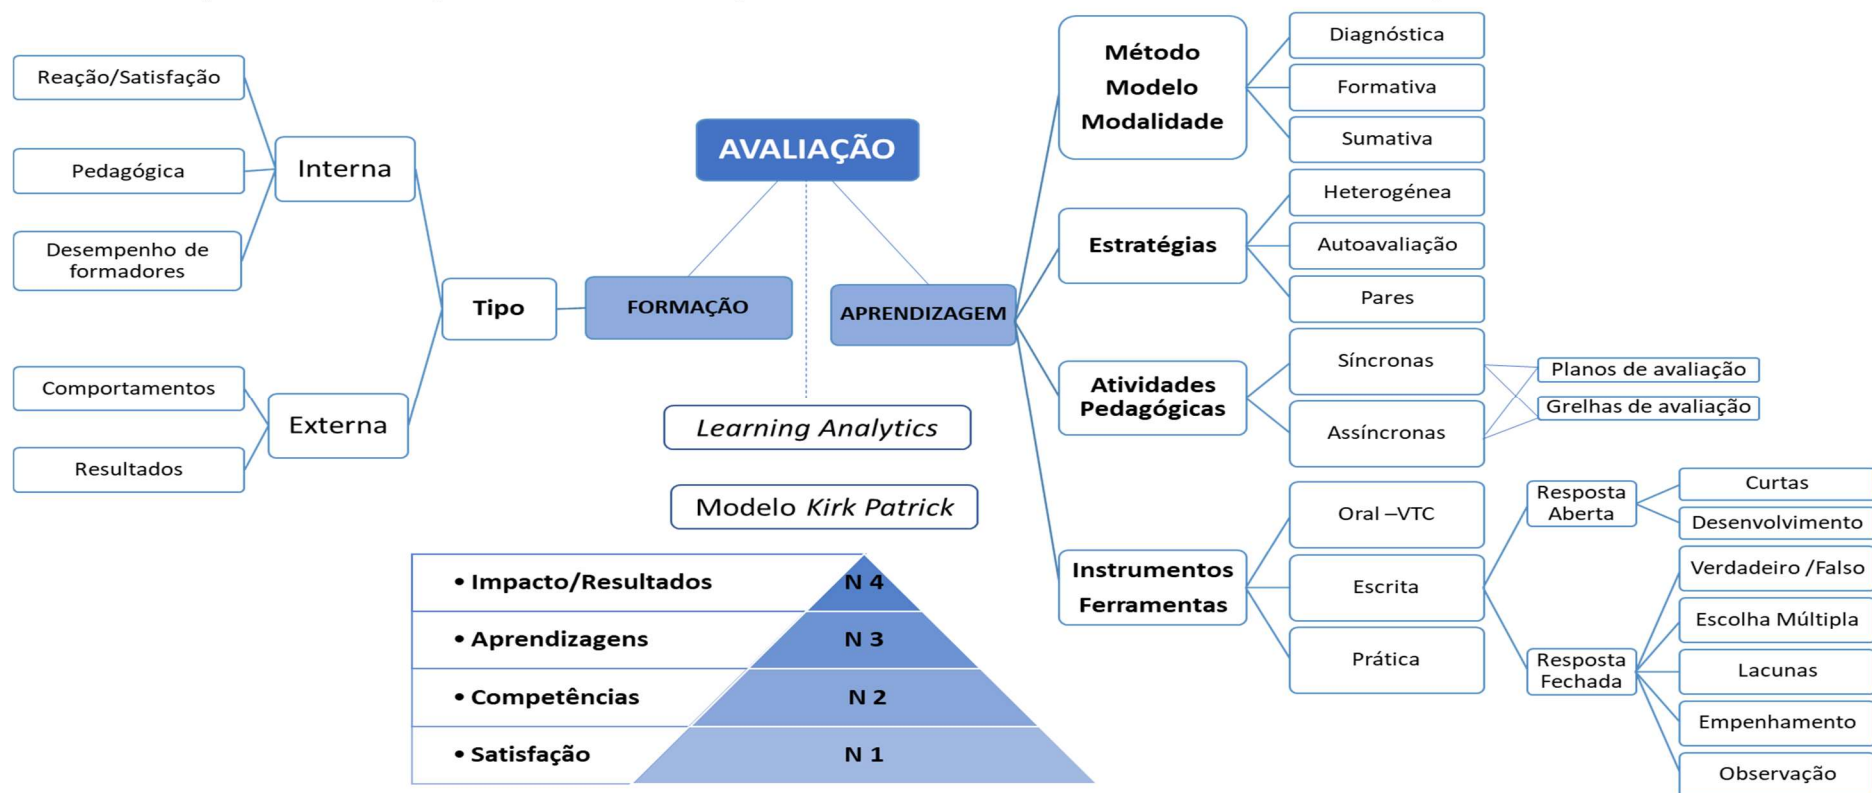 AVALIAÇÃO
FORMAÇÃO
Tipo
Interna
Reação/Satisfação
Pedagógica
Desempenho de
formadores
Externa
Comportamentos
Resultados
Learning Analytics
Modelo Kirk Patrick
• Impacto/Resultados N 4
• Aprendizagens N 3
• Competências N 2
• Satisfação N 1
APRENDIZAGEM
Método
Modelo
Modalidade
Diagnóstica
Formativa
Sumativa
Estratégias
Heterogénea
Autoavaliação
Pares
Atividades
Pedagógicas
Síncronas
Assíncronas
Planos de avaliação
Grelhas de avaliação
Instrumentos
Ferramentas
Oral –VTC
Escrita
Prática
Resposta
Aberta
Curtas
Desenvolvimento
Resposta
Fechada
Verdadeiro /Falso
Escolha Múltipla
Lacunas
Empenhamento
Observação